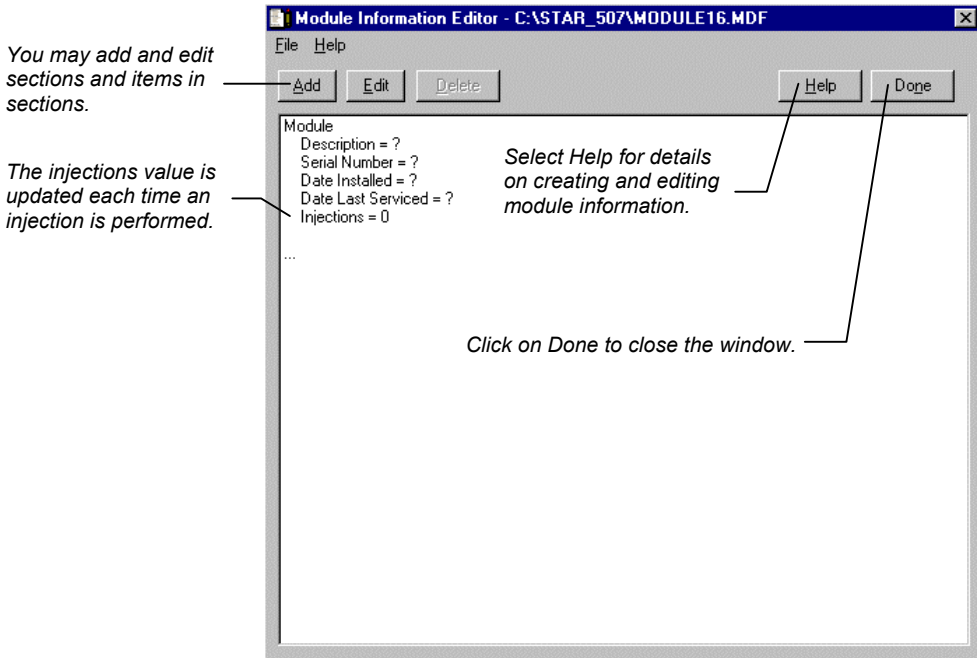 Module Information Editor - C:\STAR_507\MODULE16.MDF
File Help
Add Edit Delete Help Done
You may add and edit
sections and items in
sections.
Module
Description = ?
Serial Number = ?
Date Installed = ?
Date Last Serviced = ?
Injections = 0
...
The injections value is
updated each time an
injection is performed.
Select Help for details
on creating and editing
module information.
Click on Done to close the window.